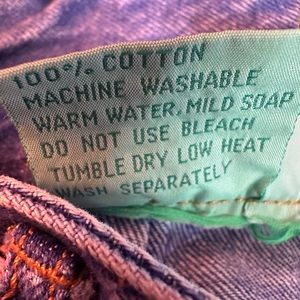 100% COTTON
MACHINE WASHABLE
WARM WATER, MILD SOAP
DO NOT USE BLEACH
TUMBLE DRY LOW HEAT
WASH SEPARATELY